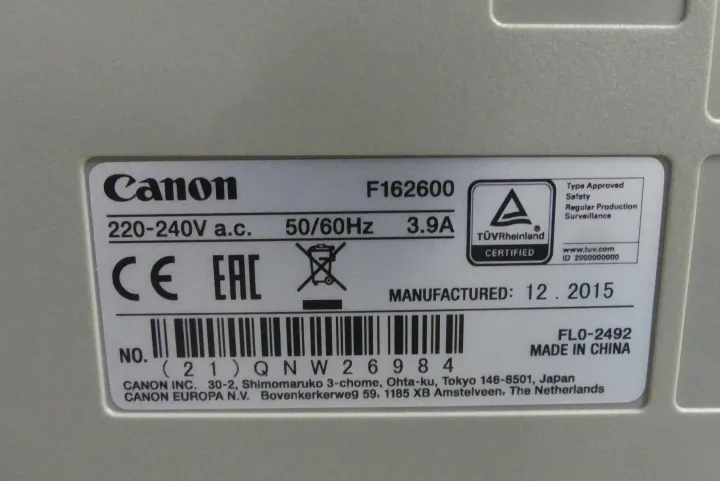 Canon F162600
220-240V a.c. 50/60Hz 3.9A
TÜVRheinland
CERTIFIED
Type Approved
Safety
Regular Production
Surveillance
www.tuv.com
ID 2000000000
CE EAC
MANUFACTURED: 12.2015
NO. (21)QNW26984
FL0-2492
MADE IN CHINA
CANON INC. 30-2, Shimomaruko 3-chome, Ohta-ku, Tokyo 146-8501, Japan
CANON EUROPA N.V. Bovenkerkerweg 59, 1185 XB Amstelveen, The Netherlands